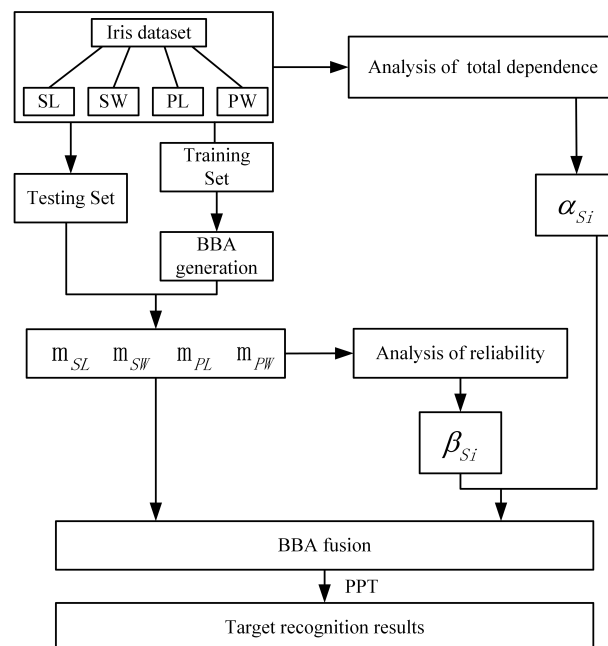 Iris dataset
SL SW PL PW
Analysis of total dependence
Training
Set
Testing Set
α_Si
BBA
generation
m_SL m_SW m_PL m_PW
Analysis of reliability
β_Si
BBA fusion
PPT
Target recognition results